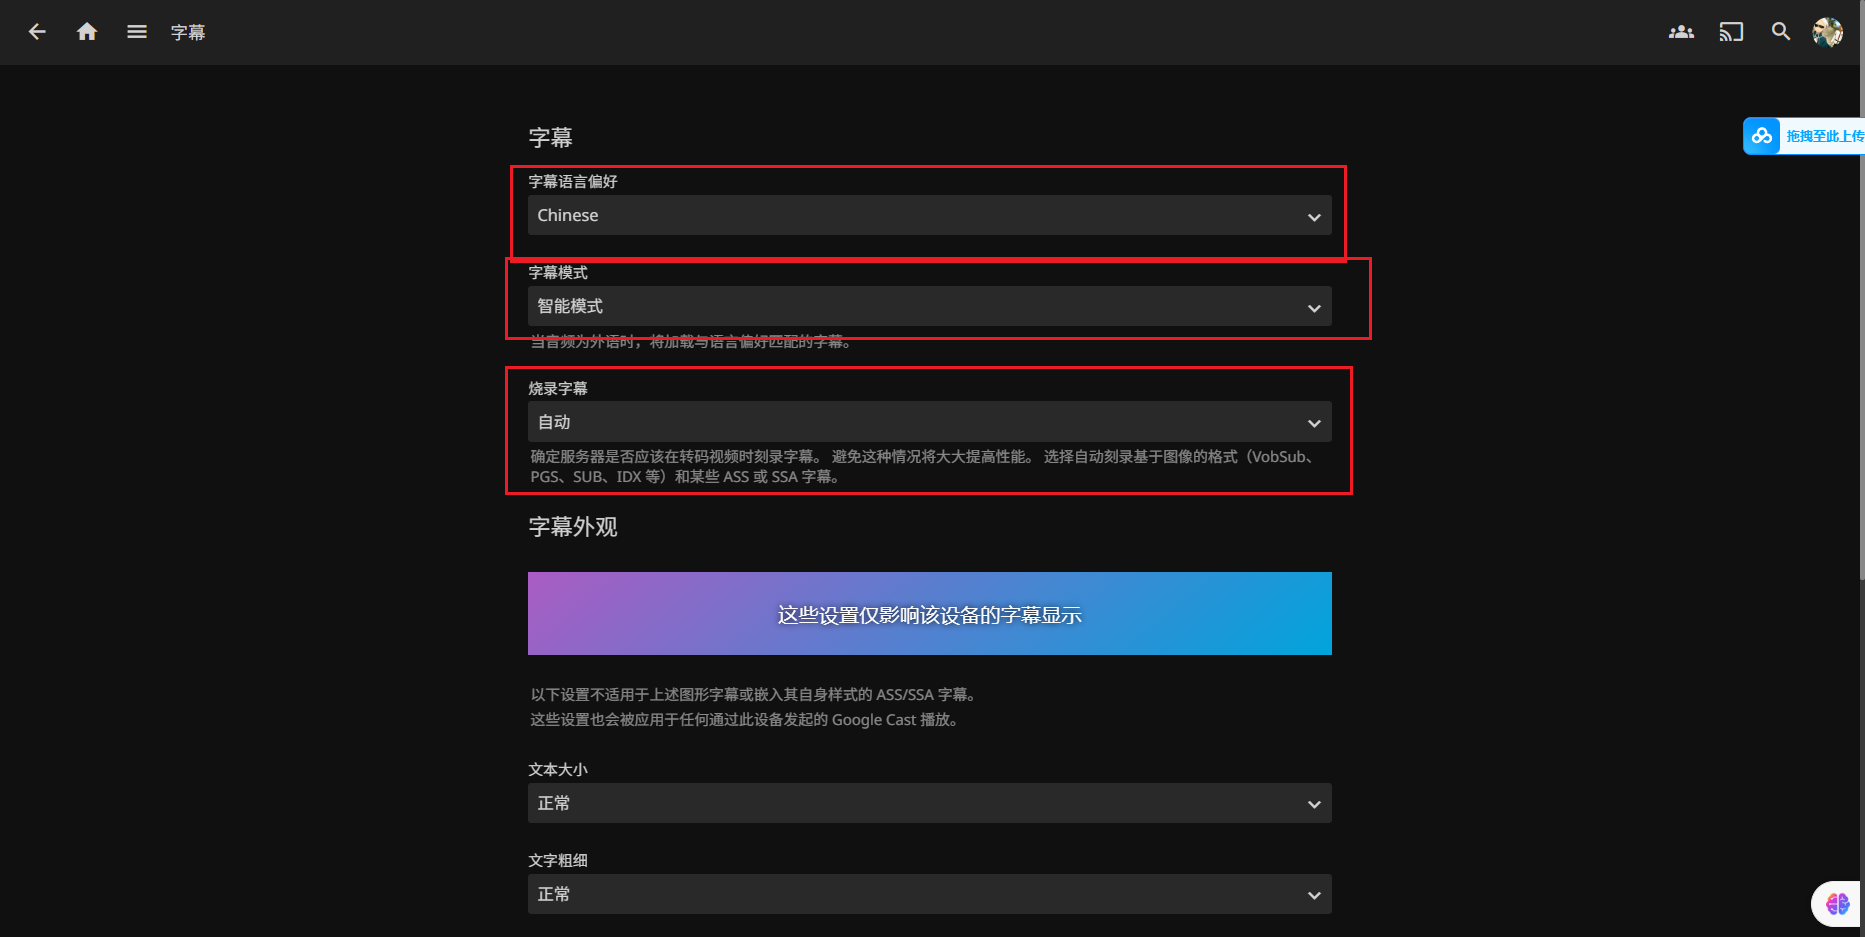 字幕
拖拽至此上传
字幕
字幕语言偏好
Chinese
字幕模式
智能模式
当音频为外语时，将加载与语言偏好匹配的字幕。
烧录字幕
自动
确定服务器是否应该在转码视频时刻录字幕。 避免这种情况将大大提高性能。 选择自动刻录基于图像的格式（VobSub、
PGS、SUB、IDX 等）和某些 ASS 或 SSA 字幕。
字幕外观
这些设置仅影响该设备的字幕显示
以下设置不适用于上述图形字幕或嵌入其自身样式的 ASS/SSA 字幕。
这些设置也会被应用于任何通过此设备发起的 Google Cast 播放。
文本大小
正常
文字粗细
正常